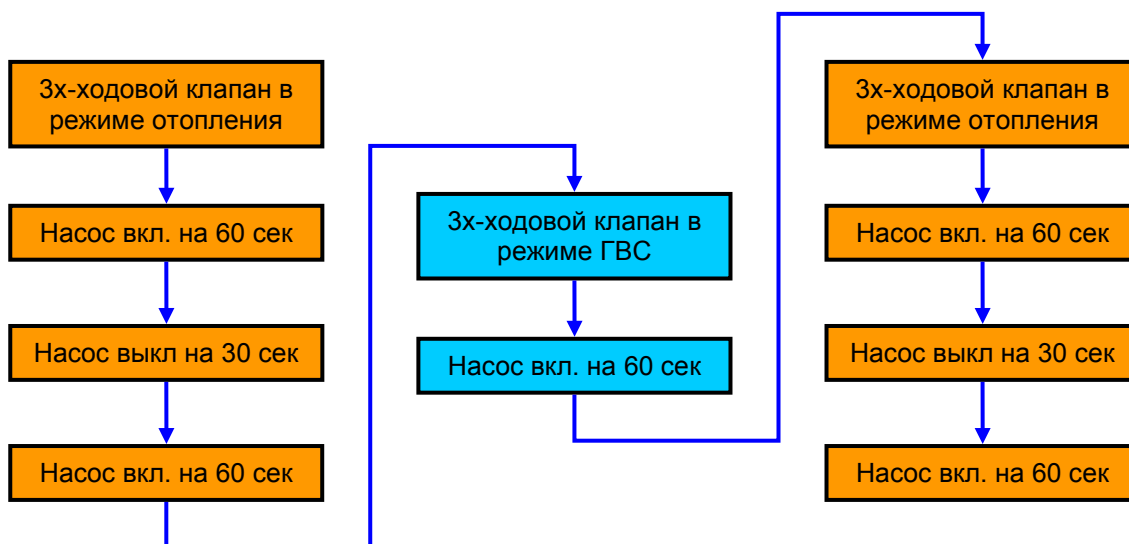 3х-ходовой клапан в
режиме отопления
Насос вкл. на 60 сек
Насос выкл на 30 сек
Насос вкл. на 60 сек
3х-ходовой клапан в
режиме ГВС
Насос вкл. на 60 сек
3х-ходовой клапан в
режиме отопления
Насос вкл. на 60 сек
Насос выкл на 30 сек
Насос вкл. на 60 сек